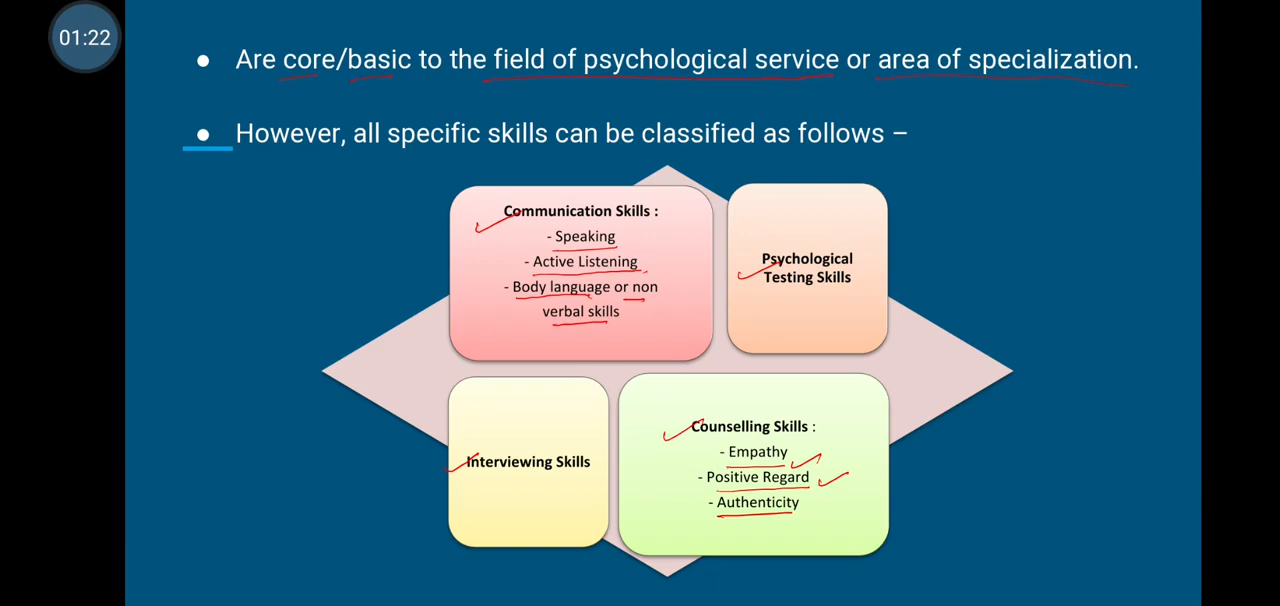 01:22
● Are core/basic to the field of psychological service or area of specialization.
● However, all specific skills can be classified as follows –
Communication Skills :
- Speaking
- Active Listening
- Body language or non
verbal skills
Psychological
Testing Skills
Interviewing Skills
Counselling Skills :
- Empathy
- Positive Regard
- Authenticity